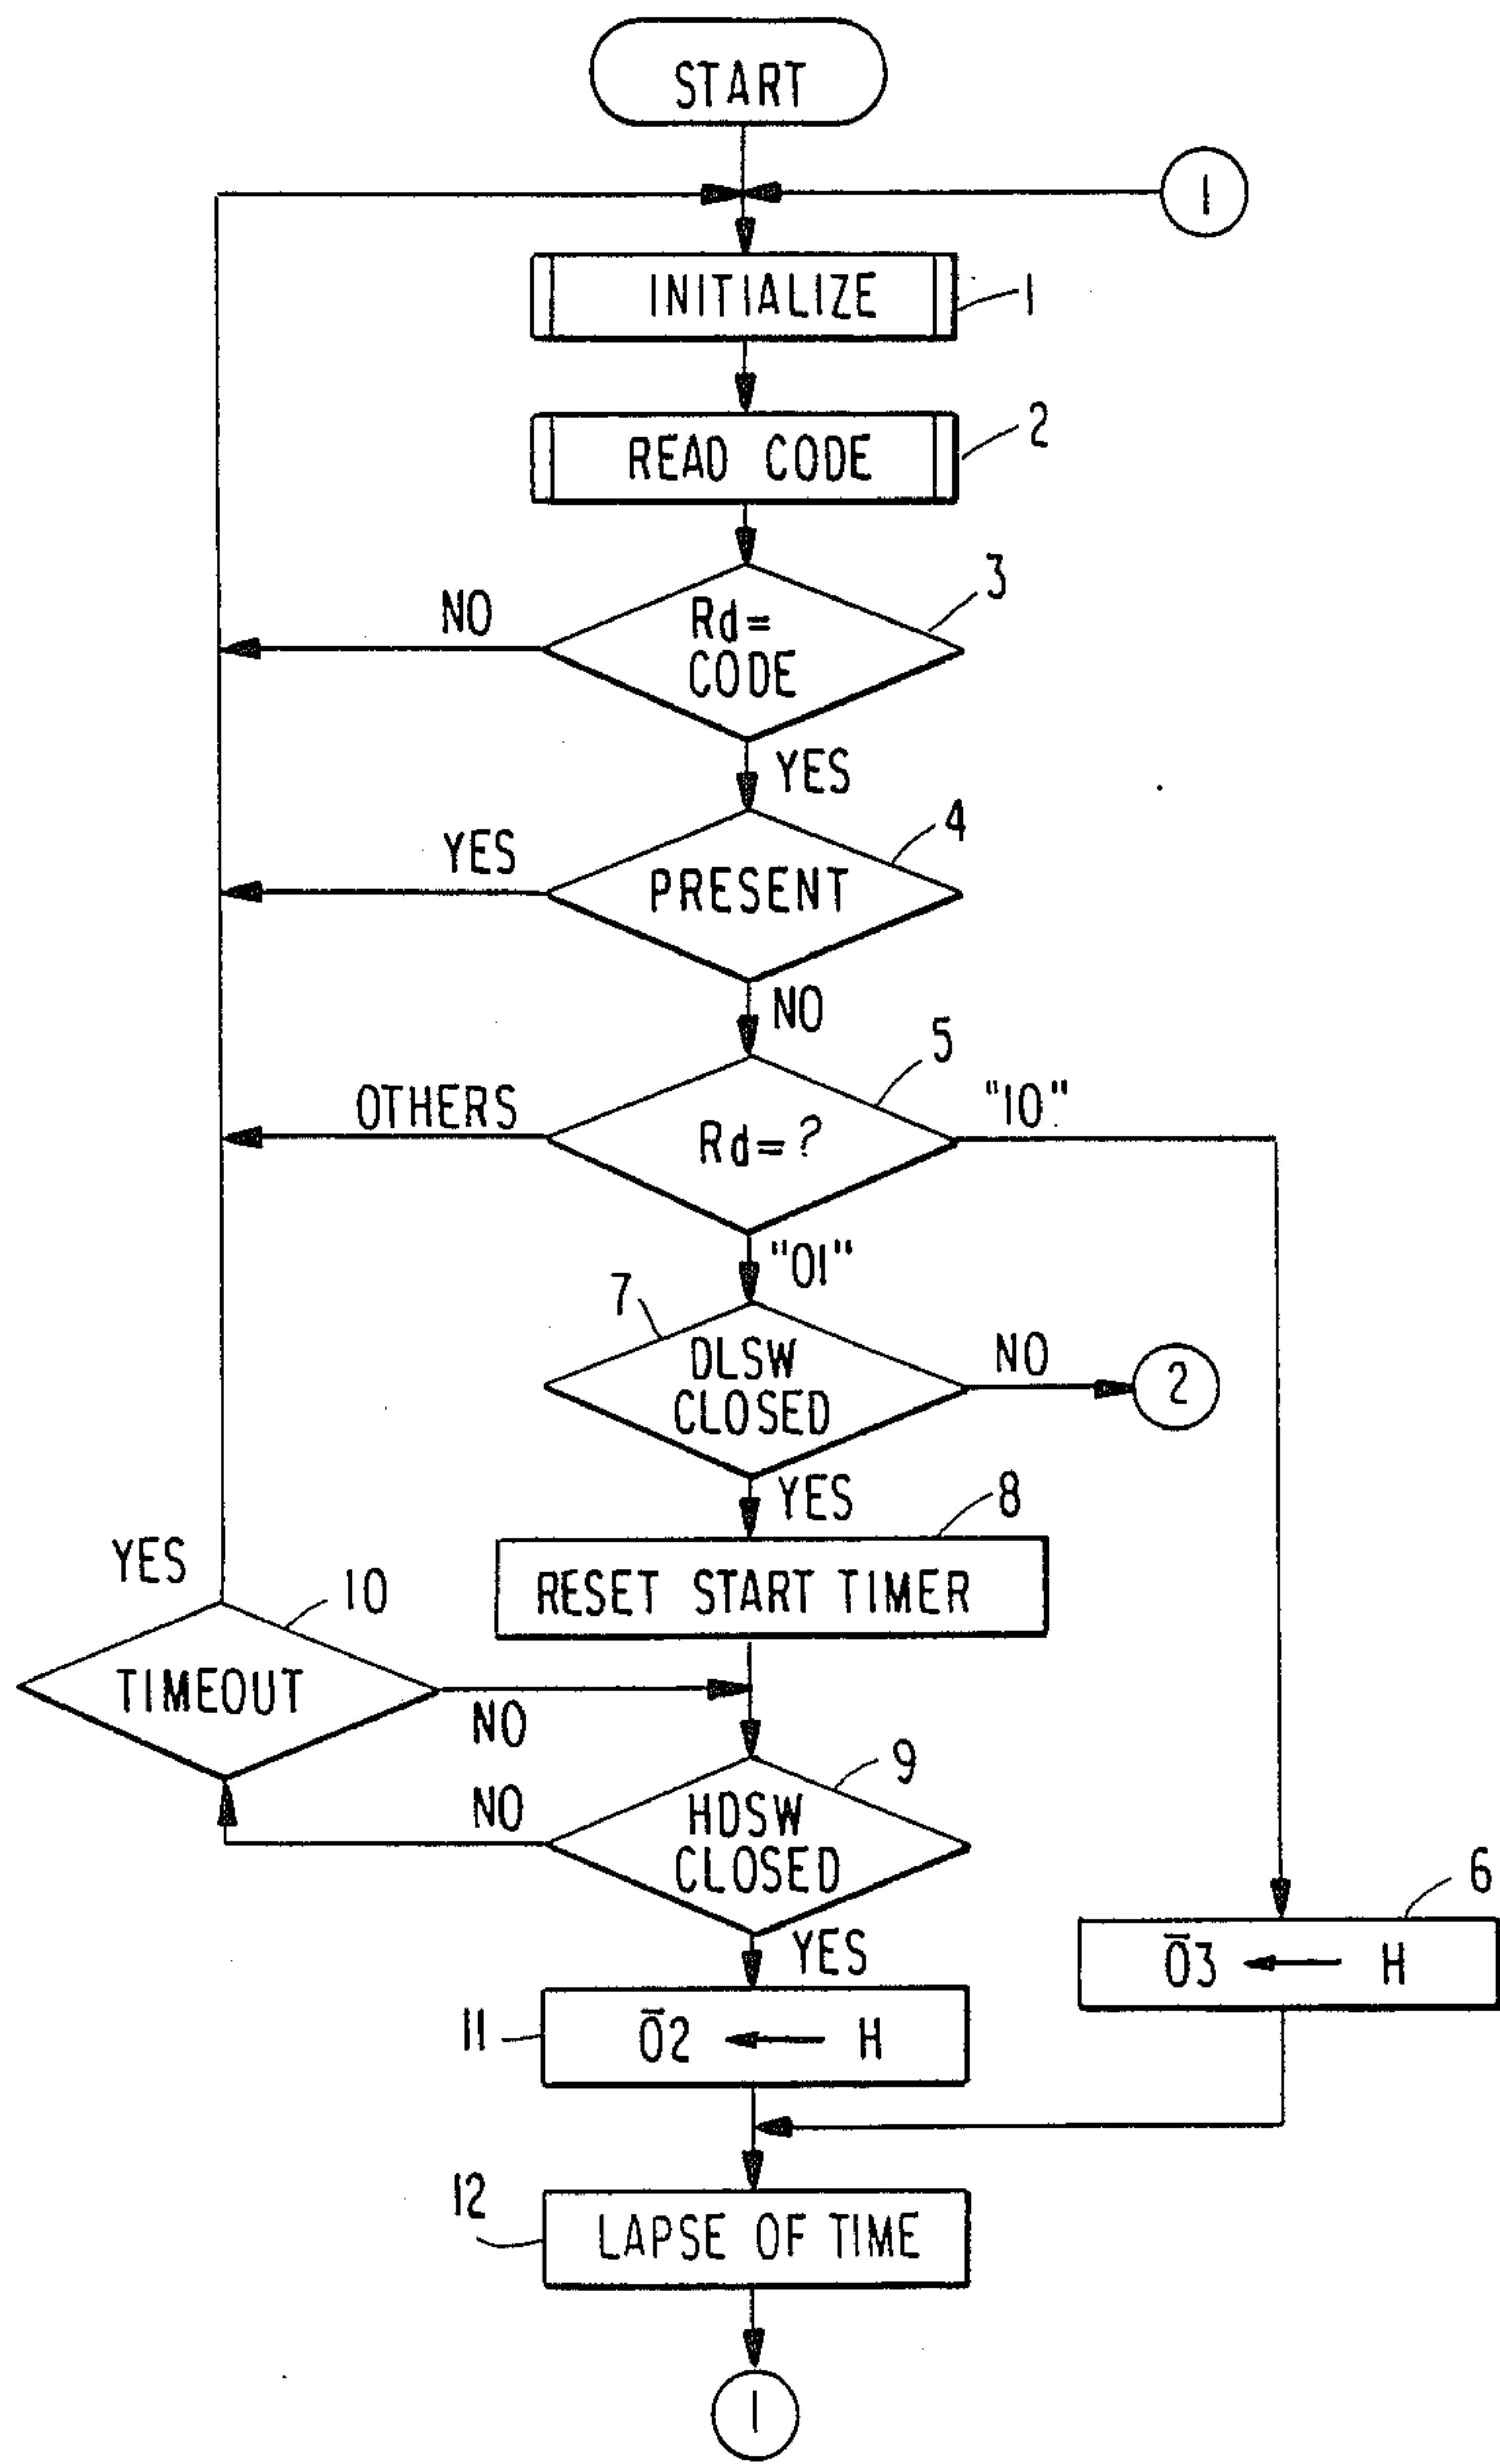 START
1
INITIALIZE
1
READ CODE
2
3
NO
Rd=
CODE
YES
4
YES
PRESENT
NO
5
OTHERS
"10"
Rd=?
"01"
7
DLSW
CLOSED
NO
2
YES
8
YES
RESET START TIMER
10
TIMEOUT
NO
9
NO
HDSW
CLOSED
YES
6
Ō3 ← H
11
Ō2 ← H
12
LAPSE OF TIME
1